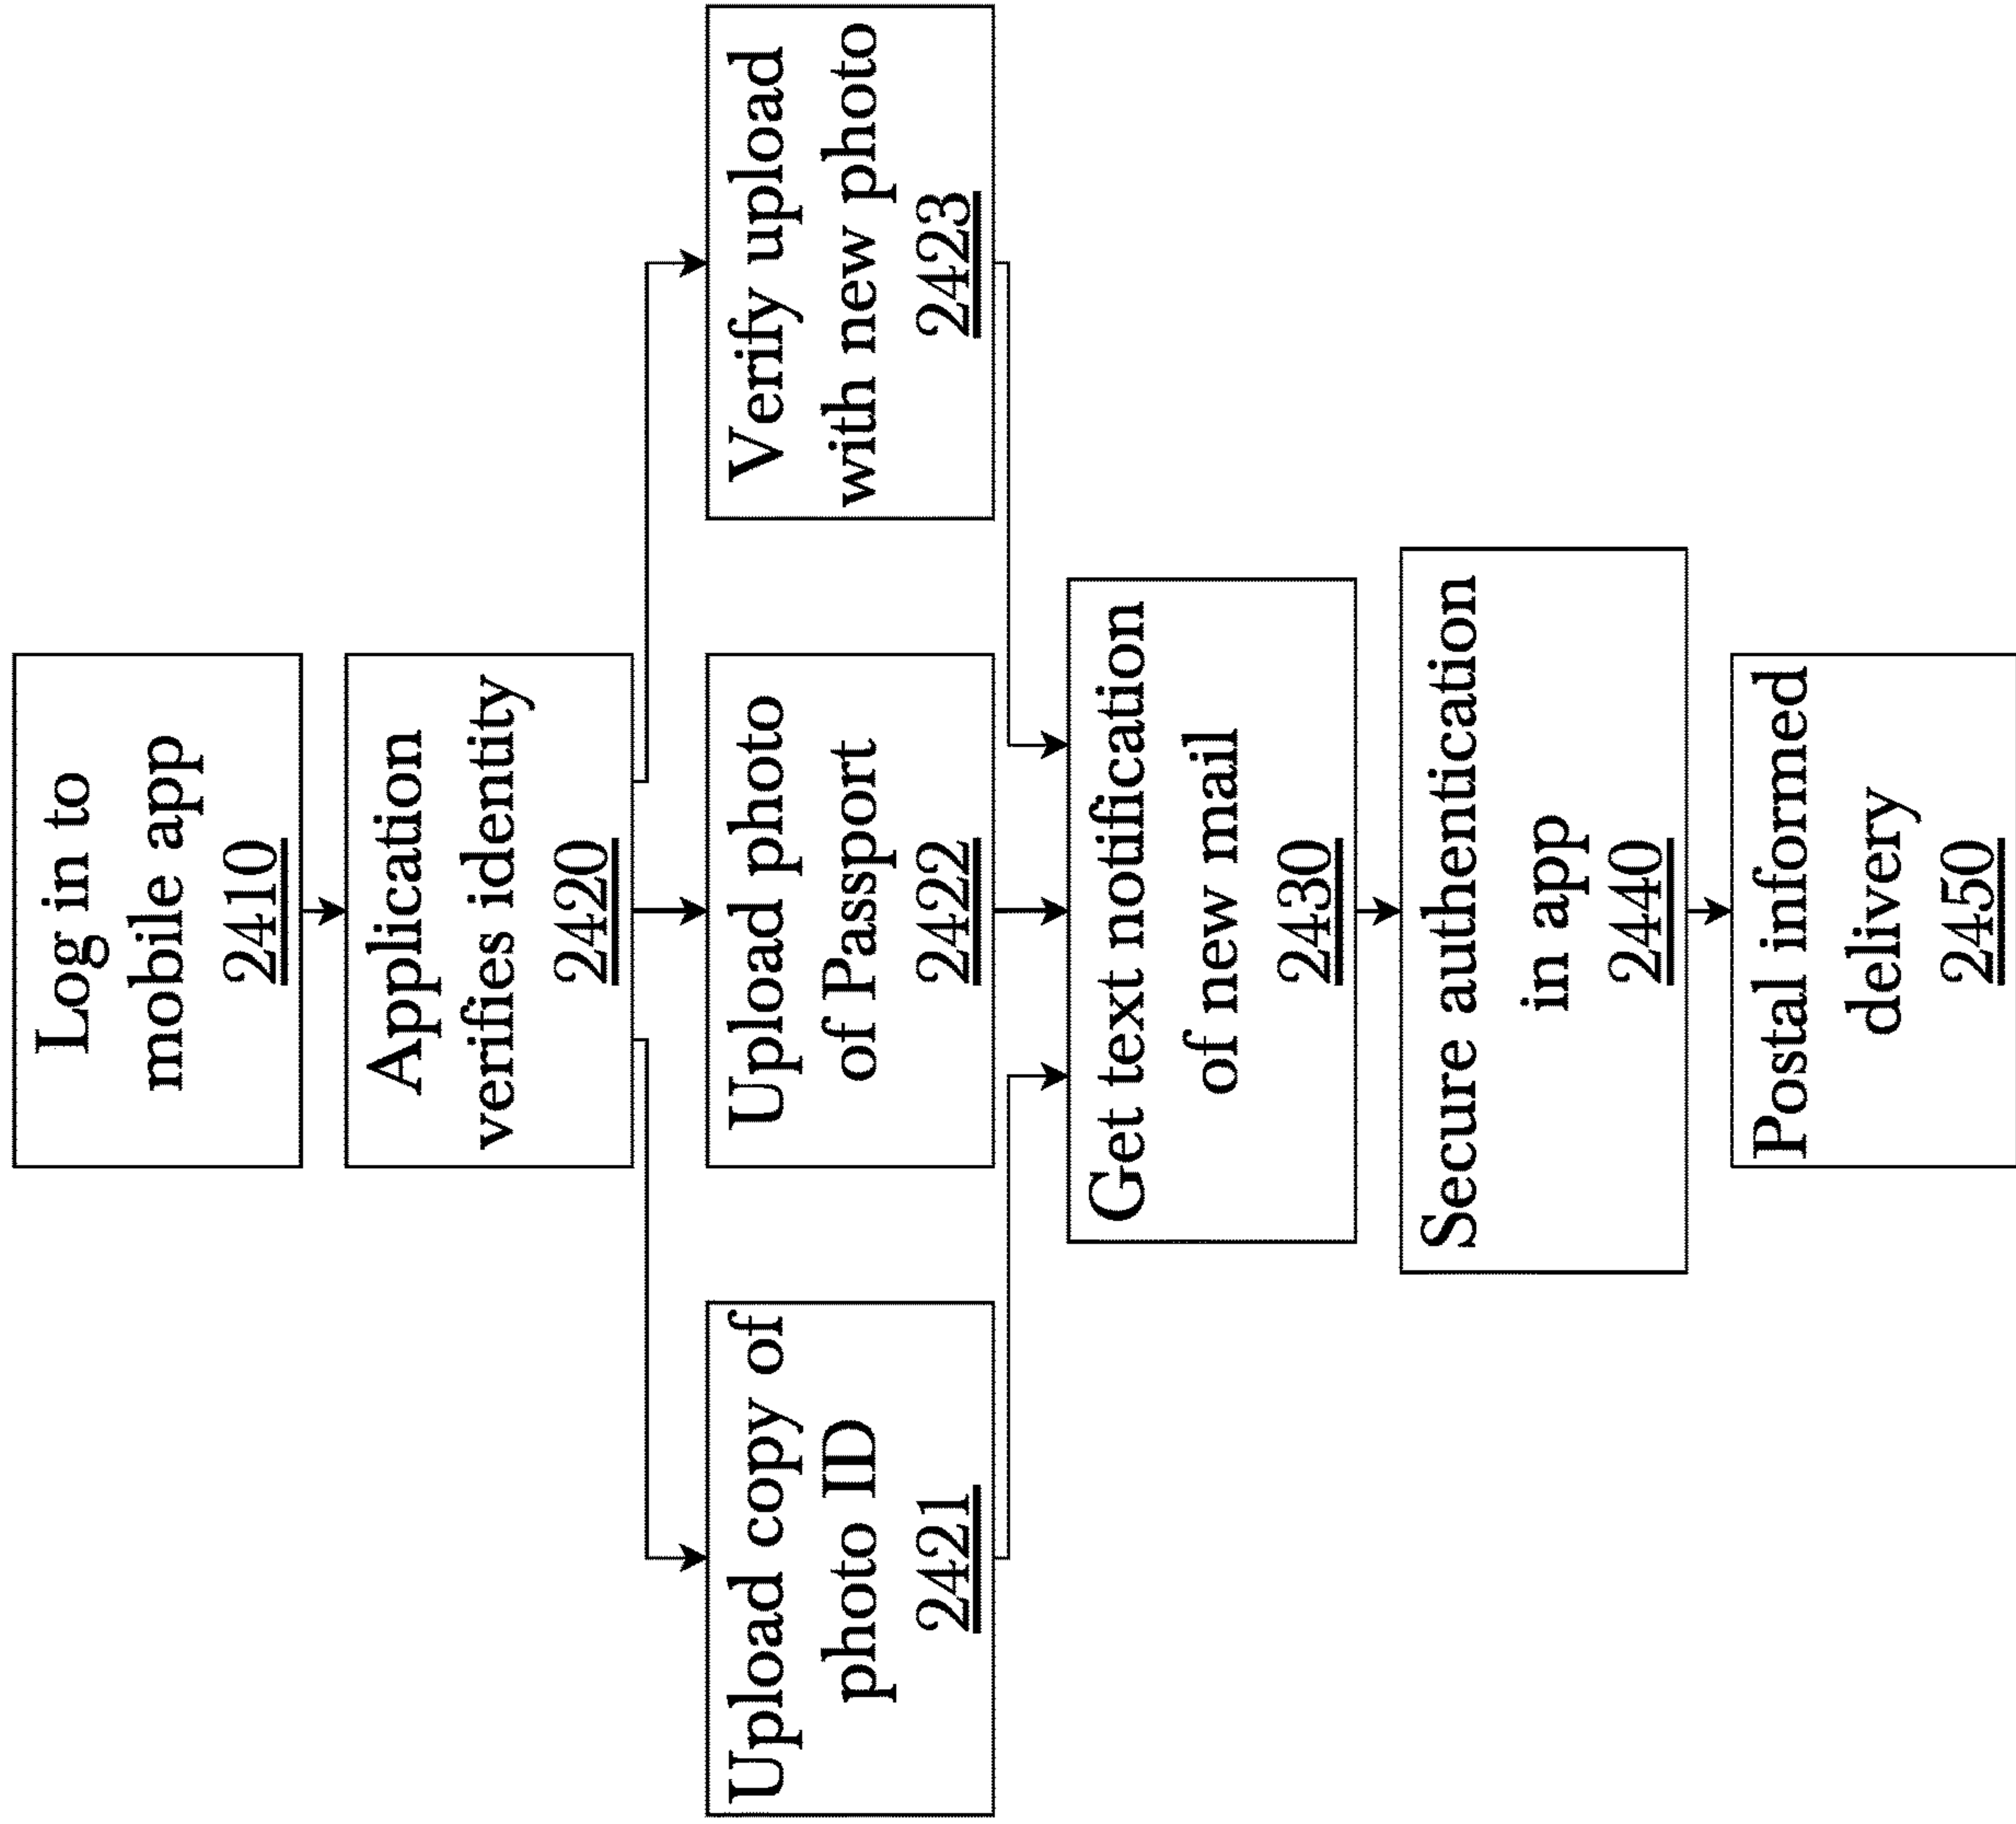 Log in to
mobile app
2410
Application
verifies identity
2420
Upload copy of
photo ID
2421
Upload photo
of Passport
2422
Verify upload
with new photo
2423
Get text notification
of new mail
2430
Secure authentication
in app
2440
Postal informed
delivery
2450